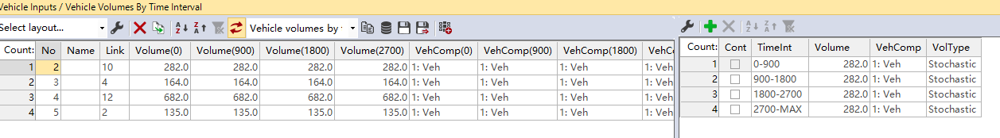 Vehicle Inputs / Vehicle Volumes By Time Interval
Select layout... Vehicle volumes by
Count: No Name Link Volume(0) Volume(900) Volume(1800) Volume(2700) VehComp(0) VehComp(900) VehComp(1800) VehCo
1 2 10 282.0 282.0 282.0 282.0 1: Veh 1: Veh 1: Veh 1: Veh
2 3 4 164.0 164.0 164.0 164.0 1: Veh 1: Veh 1: Veh 1: Veh
3 4 12 682.0 682.0 682.0 682.0 1: Veh 1: Veh 1: Veh 1: Veh
4 5 2 135.0 135.0 135.0 135.0 1: Veh 1: Veh 1: Veh 1: Veh
Count: Cont TimeInt Volume VehComp VolType
1 0-900 282.0 1: Veh Stochastic
2 900-1800 282.0 1: Veh Stochastic
3 1800-2700 282.0 1: Veh Stochastic
4 2700-MAX 282.0 1: Veh Stochastic